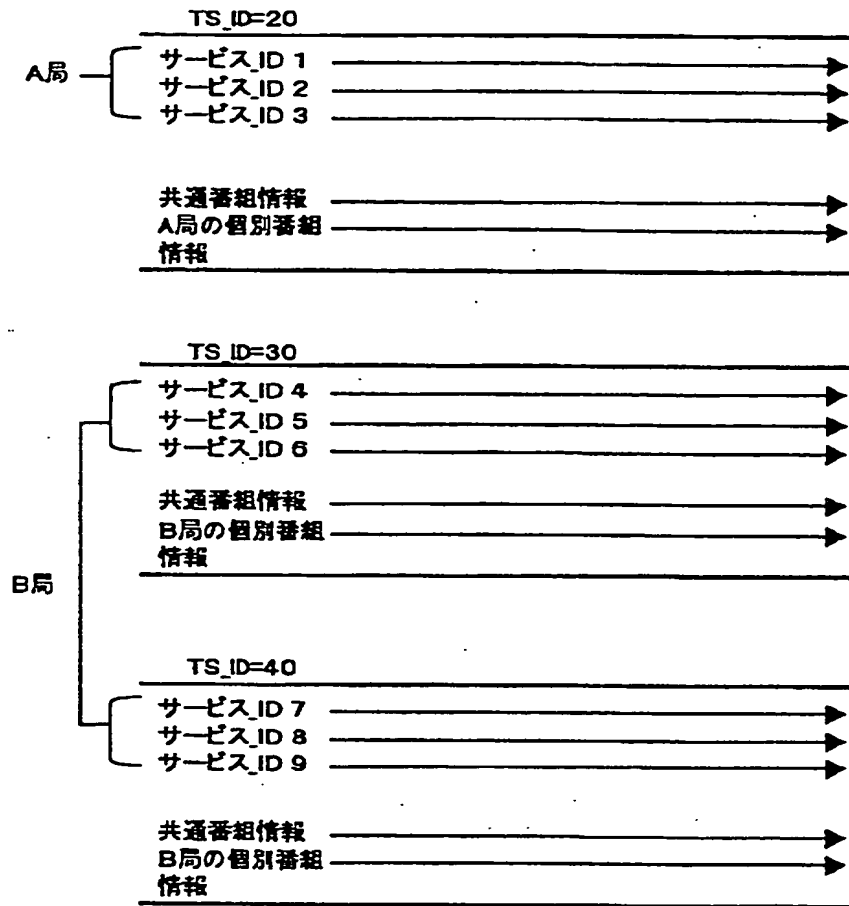 TS_ID=20
A局
サービス_ID 1
サービス_ID 2
サービス_ID 3
共通番組情報
A局の個別番組
情報
TS_ID=30
サービス_ID 4
サービス_ID 5
サービス_ID 6
共通番組情報
B局の個別番組
情報
B局
TS_ID=40
サービス_ID 7
サービス_ID 8
サービス_ID 9
共通番組情報
B局の個別番組
情報